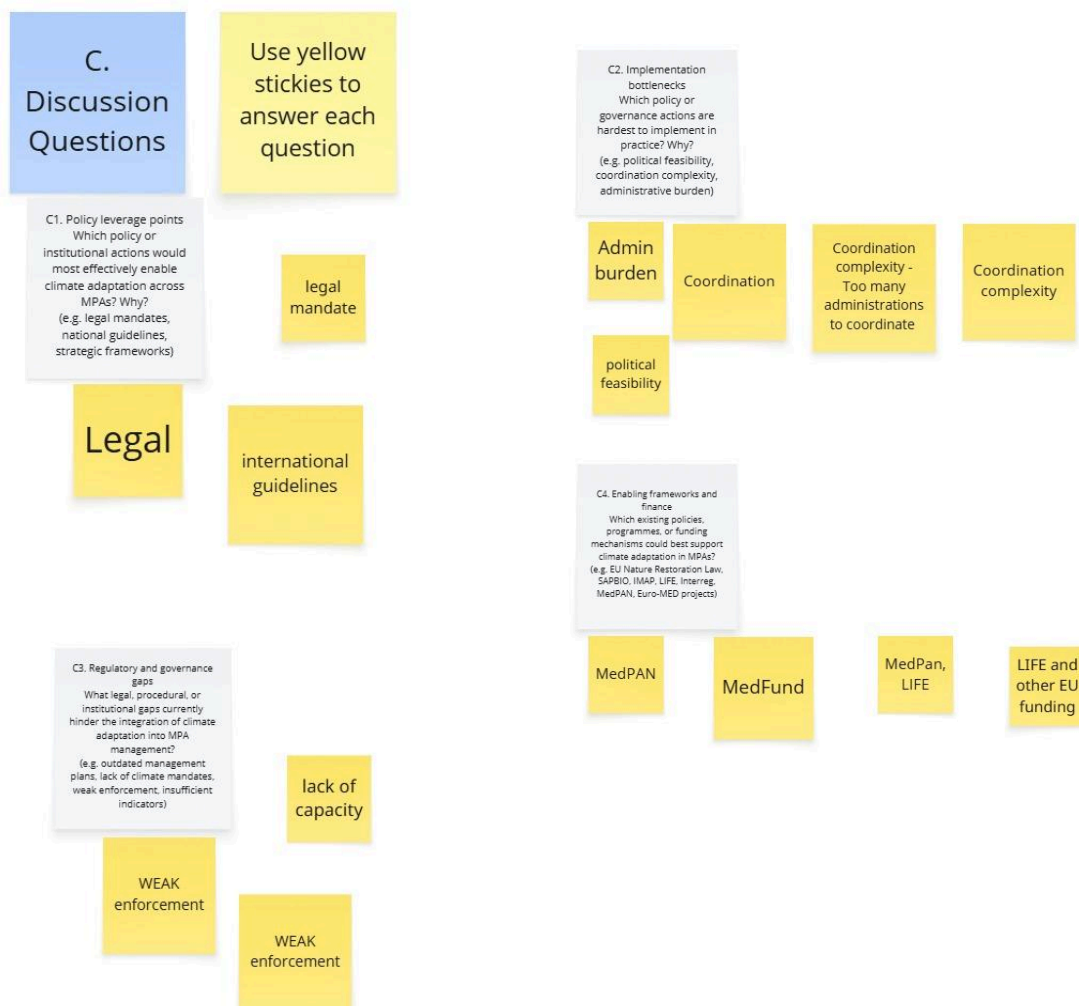 C.
Discussion
Questions
Use yellow
stickies to
answer each
question
C1. Policy leverage points
Which policy or
institutional actions would
most effectively enable
climate adaptation across
MPAs? Why?
(e.g. legal mandates,
national guidelines,
strategic frameworks)
legal
mandate
Legal
international
guidelines
C2. Implementation
bottlenecks
Which policy or
governance actions are
hardest to implement in
practice? Why?
(e.g. political feasibility,
coordination complexity,
administrative burden)
Admin
burden
Coordination
Coordination
complexity -
Too many
administrations
to coordinate
Coordination
complexity
political
feasibility
C3. Regulatory and governance
gaps
What legal, procedural, or
institutional gaps currently
hinder the integration of climate
adaptation into MPA
management?
(e.g. outdated management
plans, lack of climate mandates,
weak enforcement, insufficient
indicators)
lack of
capacity
WEAK
enforcement
WEAK
enforcement
C4. Enabling frameworks and
finance
Which existing policies,
programmes, or funding
mechanisms could best support
climate adaptation in MPAs?
(e.g. EU Nature Restoration Law,
SAPBIO, IMAP, LIFE, Interreg,
MedPAN, Euro-MED projects)
MedPAN
MedFund
MedPan,
LIFE
LIFE and
other EU
funding